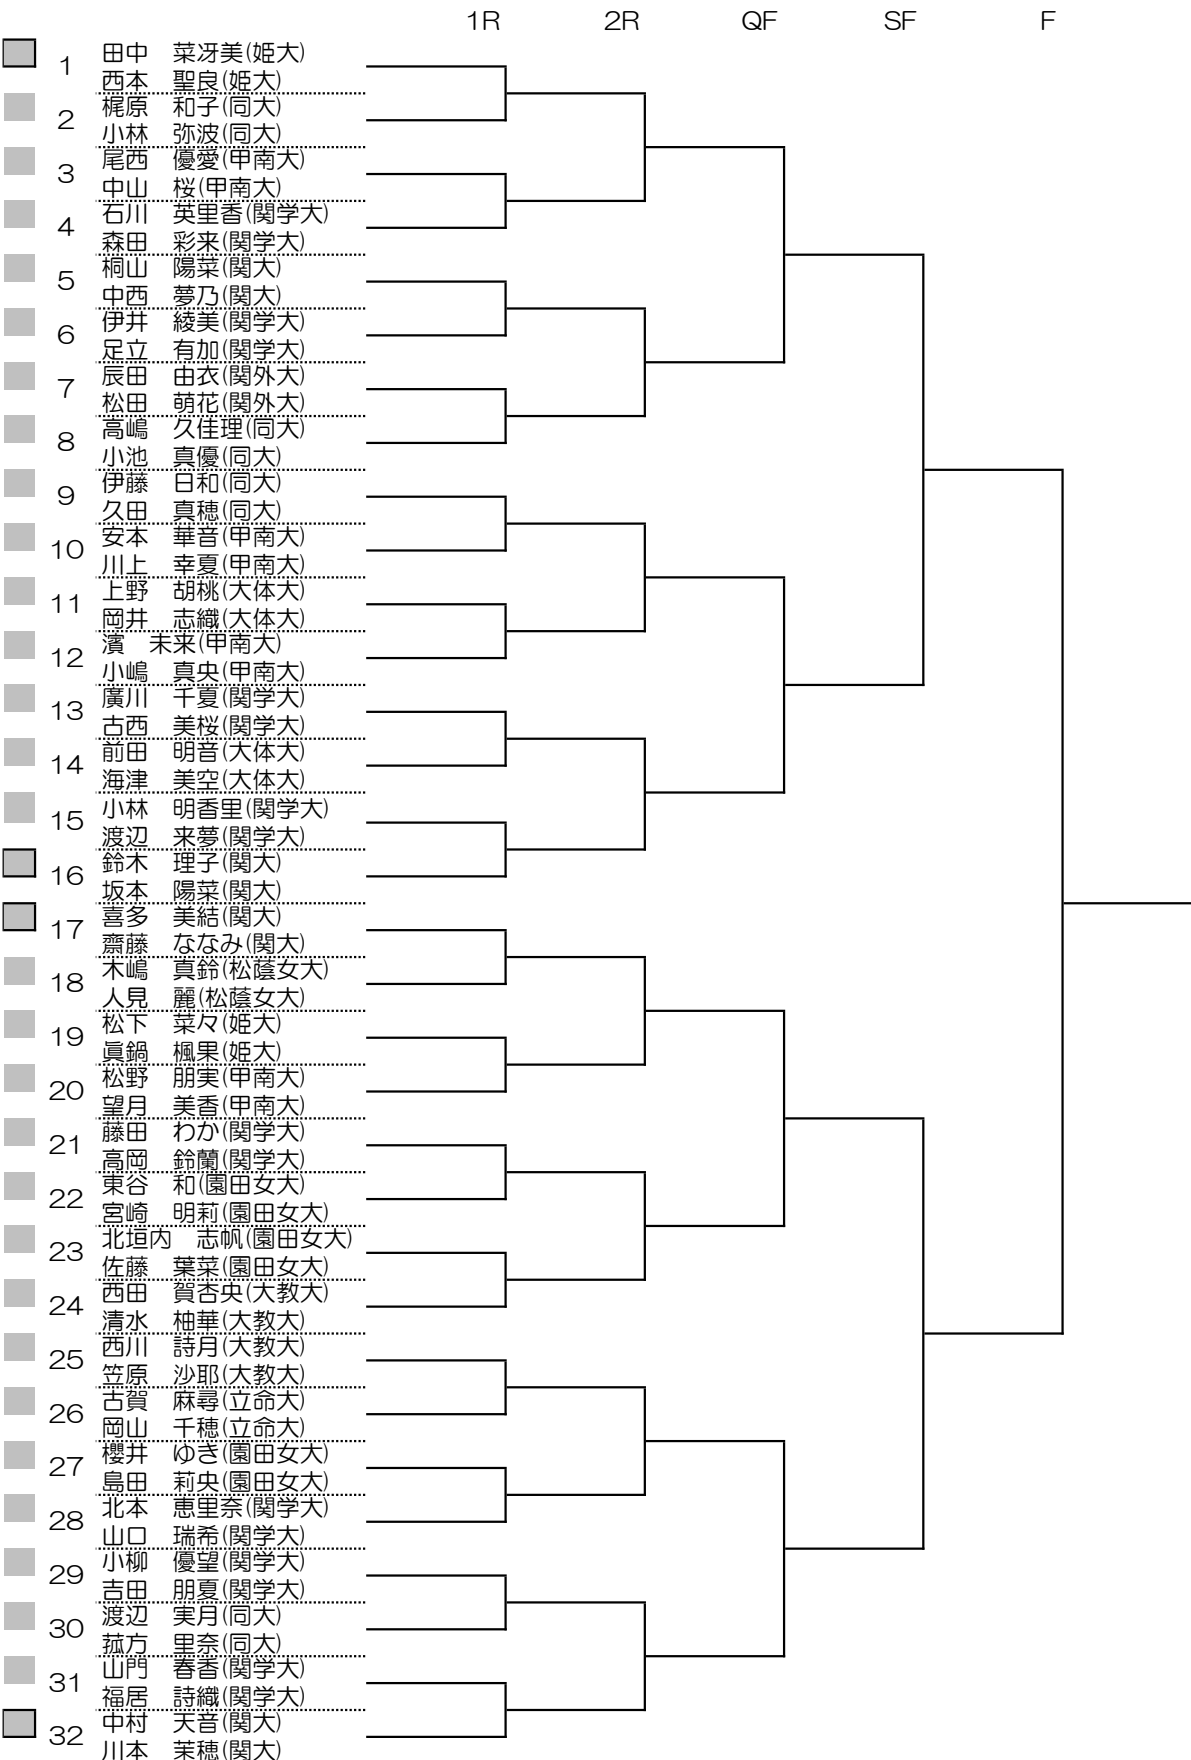 1R 2R QF SF F
田中　菜冴美(姫大)
1
西本　聖良(姫大)
梶原　和子(同大)
2
小林　弥波(同大)
尾西　優愛(甲南大)
3
中山　桜(甲南大)
石川　英里香(関学大)
4
森田　彩来(関学大)
桐山　陽菜(関大)
5
中西　夢乃(関大)
伊井　綾美(関学大)
6
足立　有加(関学大)
辰田　由衣(関外大)
7
松田　萌花(関外大)
高嶋　久佳理(同大)
8
小池　真優(同大)
伊藤　日和(同大)
9
久田　真穂(同大)
安本　華音(甲南大)
10
川上　幸夏(甲南大)
上野　胡桃(大体大)
11
岡井　志織(大体大)
濱　未来(甲南大)
12
小嶋　真央(甲南大)
廣川　千夏(関学大)
13
古西　美桜(関学大)
前田　明音(大体大)
14
海津　美空(大体大)
小林　明香里(関学大)
15
渡辺　来夢(関学大)
鈴木　理子(関大)
16
坂本　陽菜(関大)
喜多　美結(関大)
17
齋藤　ななみ(関大)
木嶋　真鈴(松蔭女大)
18
人見　麗(松蔭女大)
松下　菜々(姫大)
19
眞鍋　楓果(姫大)
松野　朋実(甲南大)
20
望月　美香(甲南大)
藤田　わか(関学大)
21
高岡　鈴蘭(関学大)
東谷　和(園田女大)
22
宮崎　明莉(園田女大)
北垣内　志帆(園田女大)
23
佐藤　葉菜(園田女大)
西田　賀杏央(大教大)
24
清水　柚華(大教大)
西川　詩月(大教大)
25
笠原　沙耶(大教大)
古賀　麻尋(立命大)
26
岡山　千穂(立命大)
櫻井　ゆき(園田女大)
27
島田　莉央(園田女大)
北本　恵里奈(関学大)
28
山口　瑞希(関学大)
小柳　優望(関学大)
29
吉田　朋夏(関学大)
渡辺　実月(同大)
30
菰方　里奈(同大)
山門　春香(関学大)
31
福居　詩織(関学大)
中村　天音(関大)
32
川本　茉穂(関大)